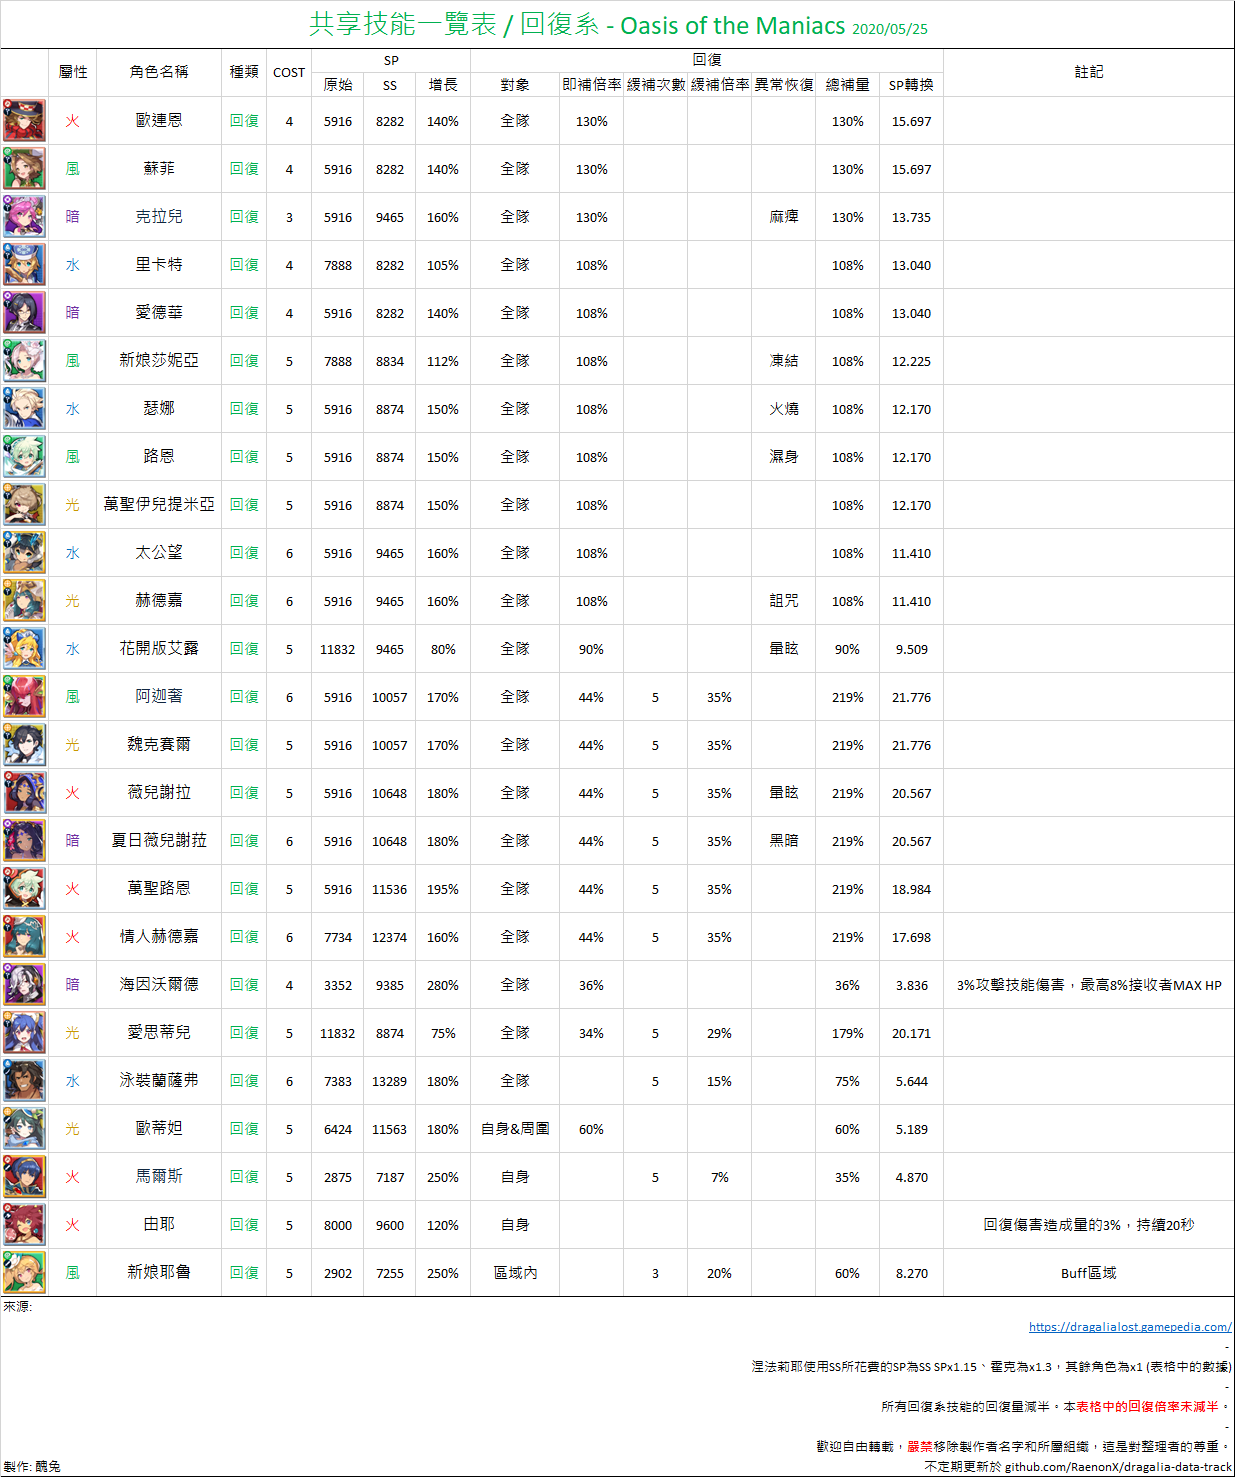 共享技能一覽表 / 回復系 - Oasis of the Maniacs 2020/05/25
屬性 角色名稱 種類 COST SP 回復 註記
原始 SS 增長 對象 即補倍率 緩補次數 緩補倍率 異常恢復 總補量 SP轉換
火 歐連恩 回復 4 5916 8282 140% 全隊 130% 130% 15.697
風 蘇菲 回復 4 5916 8282 140% 全隊 130% 130% 15.697
暗 克拉兒 回復 3 5916 9465 160% 全隊 130% 麻痺 130% 13.735
水 里卡特 回復 4 7888 8282 105% 全隊 108% 108% 13.040
暗 愛德華 回復 4 5916 8282 140% 全隊 108% 108% 13.040
風 新娘莎妮亞 回復 5 7888 8834 112% 全隊 108% 凍結 108% 12.225
水 瑟娜 回復 5 5916 8874 150% 全隊 108% 火燒 108% 12.170
風 路恩 回復 5 5916 8874 150% 全隊 108% 濕身 108% 12.170
光 萬聖伊兒提米亞 回復 5 5916 8874 150% 全隊 108% 108% 12.170
水 太公望 回復 6 5916 9465 160% 全隊 108% 108% 11.410
光 赫德嘉 回復 6 5916 9465 160% 全隊 108% 詛咒 108% 11.410
水 花開版艾露 回復 5 11832 9465 80% 全隊 90% 暈眩 90% 9.509
風 阿迦奢 回復 6 5916 10057 170% 全隊 44% 5 35% 219% 21.776
光 魏克賽爾 回復 5 5916 10057 170% 全隊 44% 5 35% 219% 21.776
火 薇兒謝拉 回復 5 5916 10648 180% 全隊 44% 5 35% 暈眩 219% 20.567
暗 夏日薇兒謝菈 回復 6 5916 10648 180% 全隊 44% 5 35% 黑暗 219% 20.567
火 萬聖路恩 回復 5 5916 11536 195% 全隊 44% 5 35% 219% 18.984
火 情人赫德嘉 回復 6 7734 12374 160% 全隊 44% 5 35% 219% 17.698
暗 海因沃爾德 回復 4 3352 9385 280% 全隊 36% 36% 3.836 3%攻擊技能傷害，最高8%接收者MAX HP
光 愛思蒂兒 回復 5 11832 8874 75% 全隊 34% 5 29% 179% 20.171
水 泳裝蘭薩弗 回復 6 7383 13289 180% 全隊 5 15% 75% 5.644
光 歐蒂妲 回復 5 6424 11563 180% 自身&周圍 60% 60% 5.189
火 馬爾斯 回復 5 2875 7187 250% 自身 5 7% 35% 4.870
火 由耶 回復 5 8000 9600 120% 自身 回復傷害造成量的3%，持續20秒
風 新娘耶魯 回復 5 2902 7255 250% 區域內 3 20% 60% 8.270 Buff區域
來源:
https://dragalialost.gamepedia.com/
-
涅法莉耶使用SS所花費的SP為SS SPx1.15、霍克為x1.3，其餘角色為x1 (表格中的數據)
-
所有回復系技能的回復量減半。本表格中的回復倍率未減半。
-
歡迎自由轉載，嚴禁移除製作者名字和所屬組織，這是對整理者的尊重。
製作: 醜兔 不定期更新於 github.com/RaenonX/dragalia-data-track